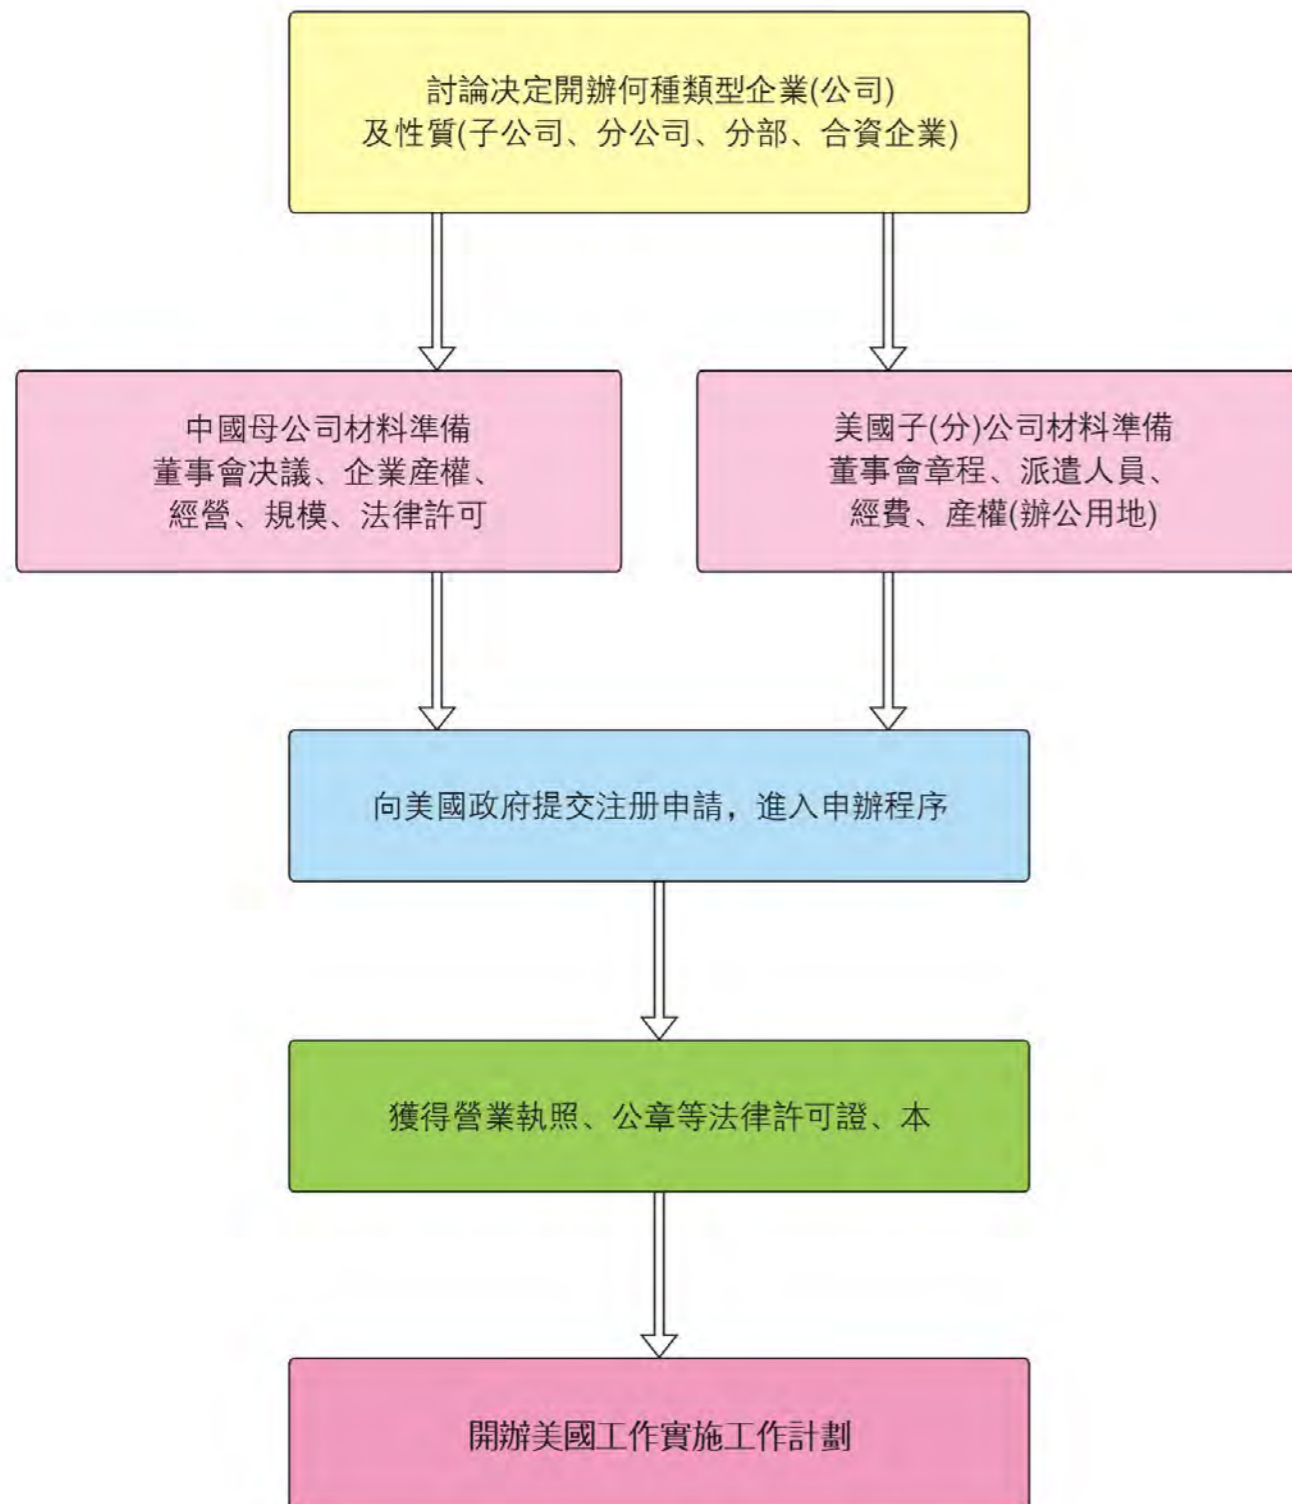 討論决定開辦何種類型企業(公司)
及性質(子公司、分公司、分部、合資企業)
中國母公司材料準備
董事會决議、企業産權、
經營、規模、法律許可
美國子(分)公司材料準備
董事會章程、派遣人員、
經費、産權(辦公用地)
向美國政府提交注册申請，進入申辦程序
獲得營業執照、公章等法律許可證、本
開辦美國工作實施工作計劃